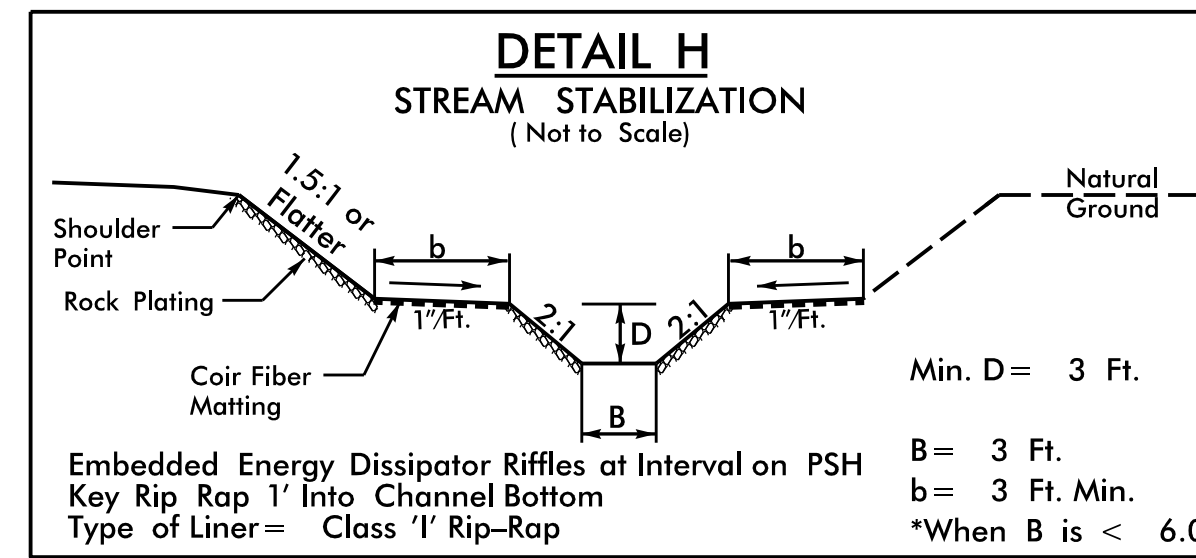 DETAIL H
STREAM STABILIZATION
( Not to Scale)
1.5:1 or
Flatter
Natural
Ground
Shoulder
Point
Rock Plating
b
b
1"/Ft.
2:1
D
2:1
1"/Ft.
Coir Fiber
Matting
B
Min. D= 3 Ft.
B= 3 Ft.
b= 3 Ft. Min.
*When B is < 6.0
Embedded Energy Dissipator Riffles at Interval on PSH
Key Rip Rap 1' Into Channel Bottom
Type of Liner= Class 'I' Rip-Rap